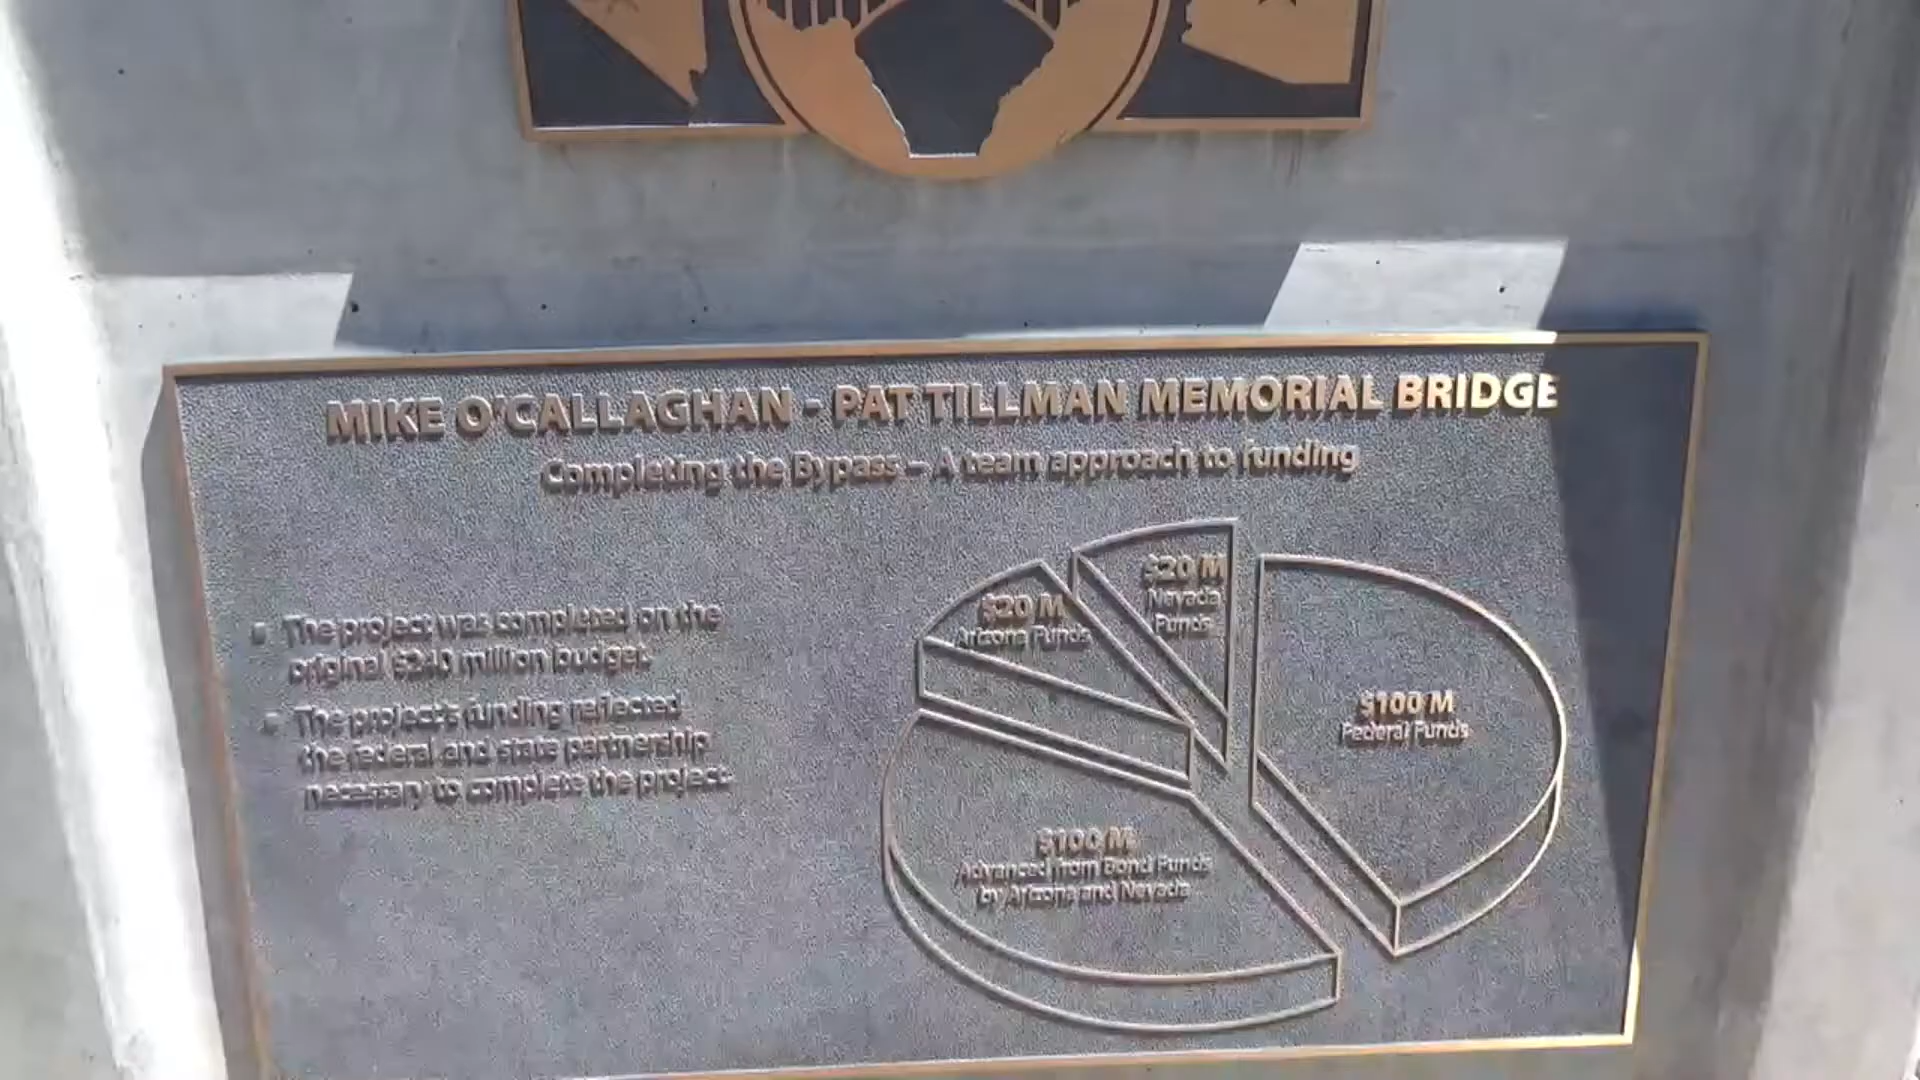 MIKE O'CALLAGHAN - PAT TILLMAN MEMORIAL BRIDGE
Completing the Bypass – A team approach to funding
• The project was completed on the
original $240 million budget.
• The project's funding reflected
the federal and state partnership
necessary to complete the project.
$20 M
Arizona Funds
$20 M
Nevada
Funds
$100 M
Federal Funds
$100 M
Advanced from Bond Funds
by Arizona and Nevada